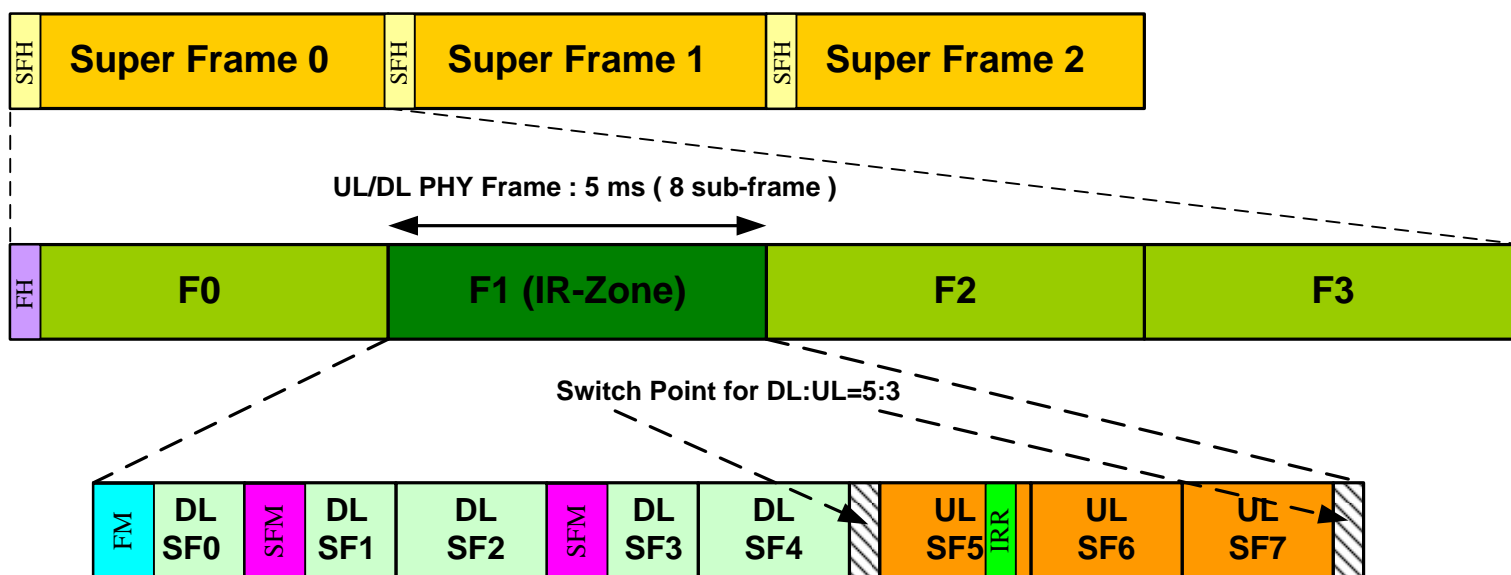 SFH
Super Frame 0
SFH
Super Frame 1
SFH
Super Frame 2
UL/DL PHY Frame : 5 ms ( 8 sub-frame )
FH
F0
F1 (IR-Zone)
F2
F3
Switch Point for DL:UL=5:3
FM
DL
SF0
SFM
DL
SF1
DL
SF2
SFM
DL
SF3
DL
SF4
UL
SF5
IRR
UL
SF6
UL
SF7